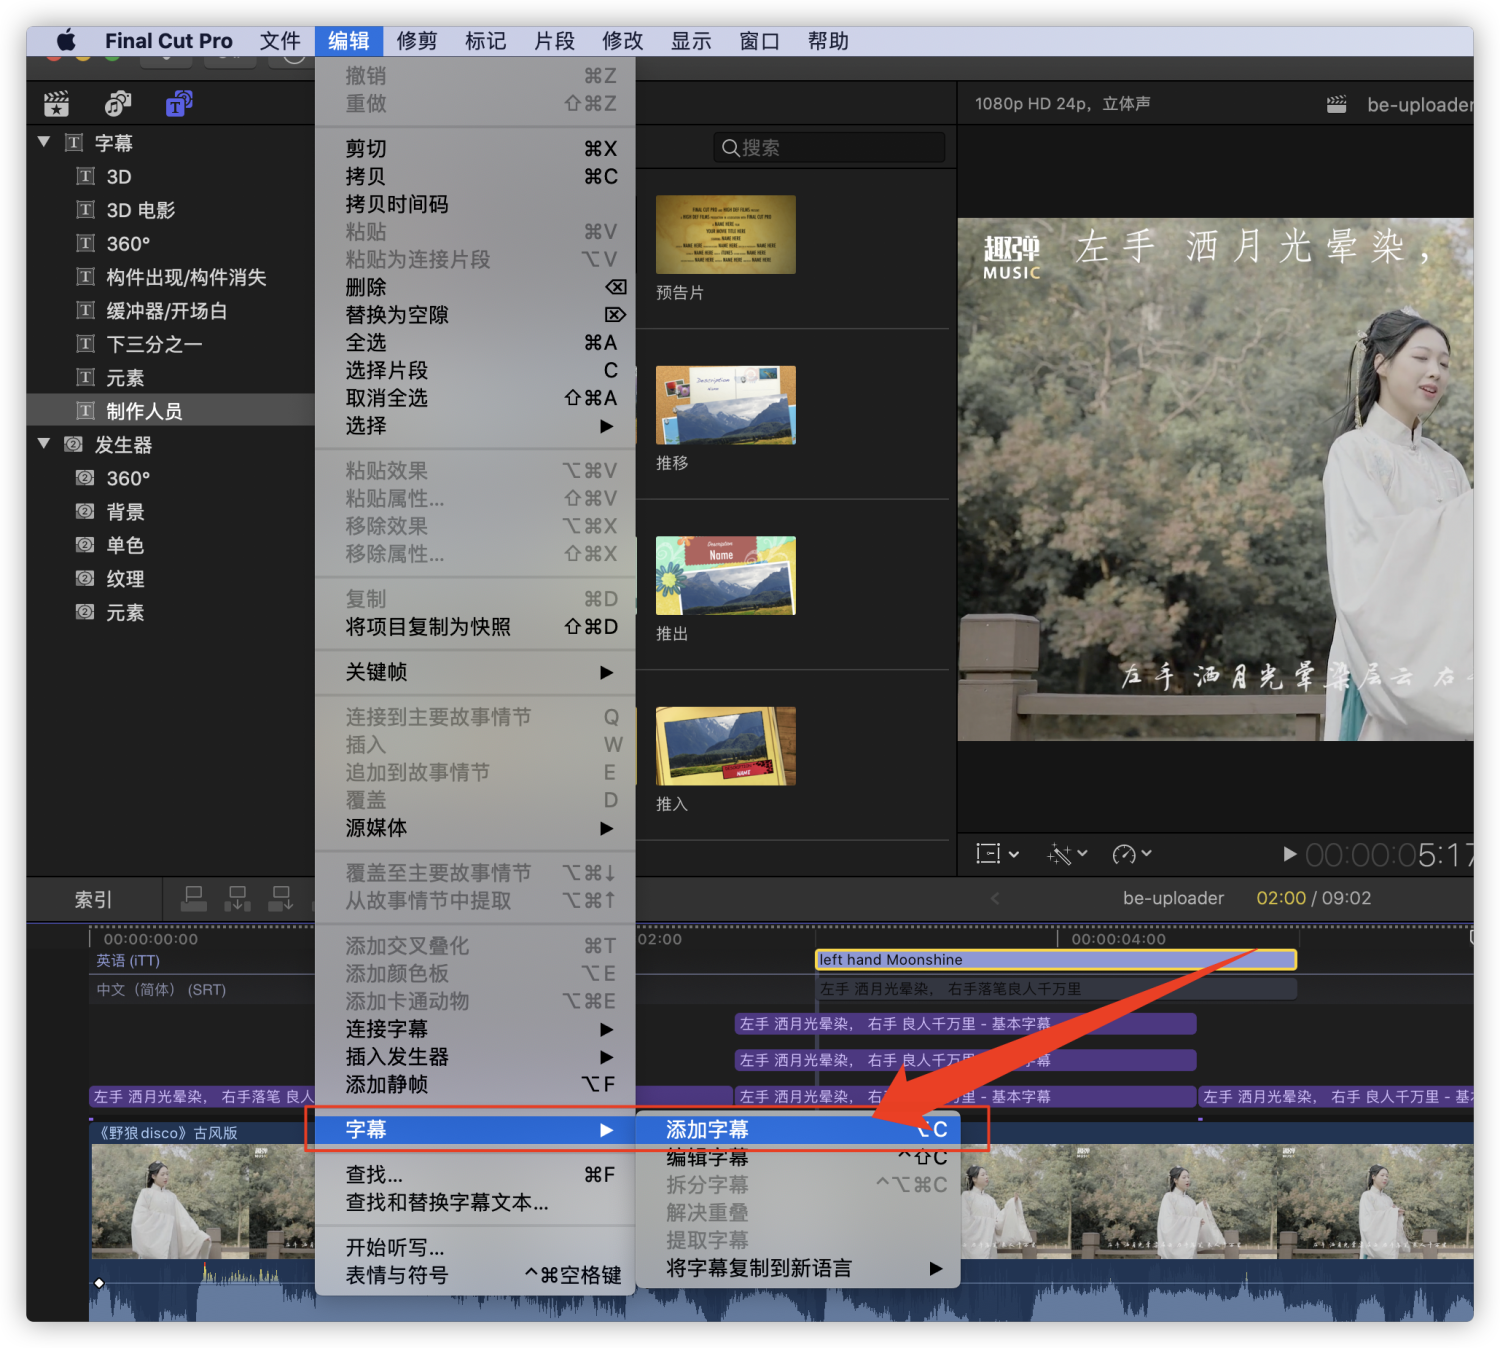 Final Cut Pro 文件 编辑 修剪 标记 片段 修改 显示 窗口 帮助
1080p HD 24p，立体声
be-uploader
搜索
字幕
3D
3D 电影
360°
构件出现/构件消失
缓冲器/开场白
下三分之一
元素
制作人员
发生器
360°
背景
单色
纹理
元素
撤销 ⌘Z
重做 ⇧⌘Z
剪切 ⌘X
拷贝 ⌘C
拷贝时间码
粘贴 ⌘V
粘贴为连接片段 ⌥V
删除 ⌫
替换为空隙 ⌦
全选 ⌘A
选择片段 C
取消全选 ⇧⌘A
选择
粘贴效果 ⌥⌘V
粘贴属性... ⇧⌘V
移除效果 ⌥⌘X
移除属性... ⇧⌘X
复制 ⌘D
将项目复制为快照 ⇧⌘D
关键帧
连接到主要故事情节 Q
插入 W
追加到故事情节 E
覆盖 D
源媒体
覆盖至主要故事情节 ⌥⌘↓
从故事情节中提取 ⌥⌘↑
添加交叉叠化 ⌘T
添加颜色板 ⌥E
添加卡通动物 ⌥⌘E
连接字幕
插入发生器
添加静帧 ⌥F
字幕
查找... ⌘F
查找和替换字幕文本...
开始听写...
表情与符号 ^⌘空格键
添加字幕 ⌥C
编辑字幕 ^⇧C
拆分字幕 ^⌥⌘C
解决重叠
提取字幕
将字幕复制到新语言
预告片
Description
推移
Description
Name
推出
NAME
推入
趣弹
MUSIC
左手 洒月光晕染，
左手 洒月光晕染层云 右
00:00:05:17
索引
be-uploader
02:00 / 09:02
00:00:00:00
02:00
00:00:04:00
英语 (iTT)
left hand Moonshine
中文（简体） (SRT)
左手 洒月光晕染， 右手落笔良人千万里
左手 洒月光晕染， 右手 良人千万里 - 基本字幕
左手 洒月光晕染， 右手 良人千万里 - 基本字幕
左手 洒月光晕染， 右手落笔 良人
左手 洒月光晕染， 右手 良人千万里 - 基本字幕
左手 洒月光晕染， 右手 良人千万里 - 基本
《野狼disco》古风版